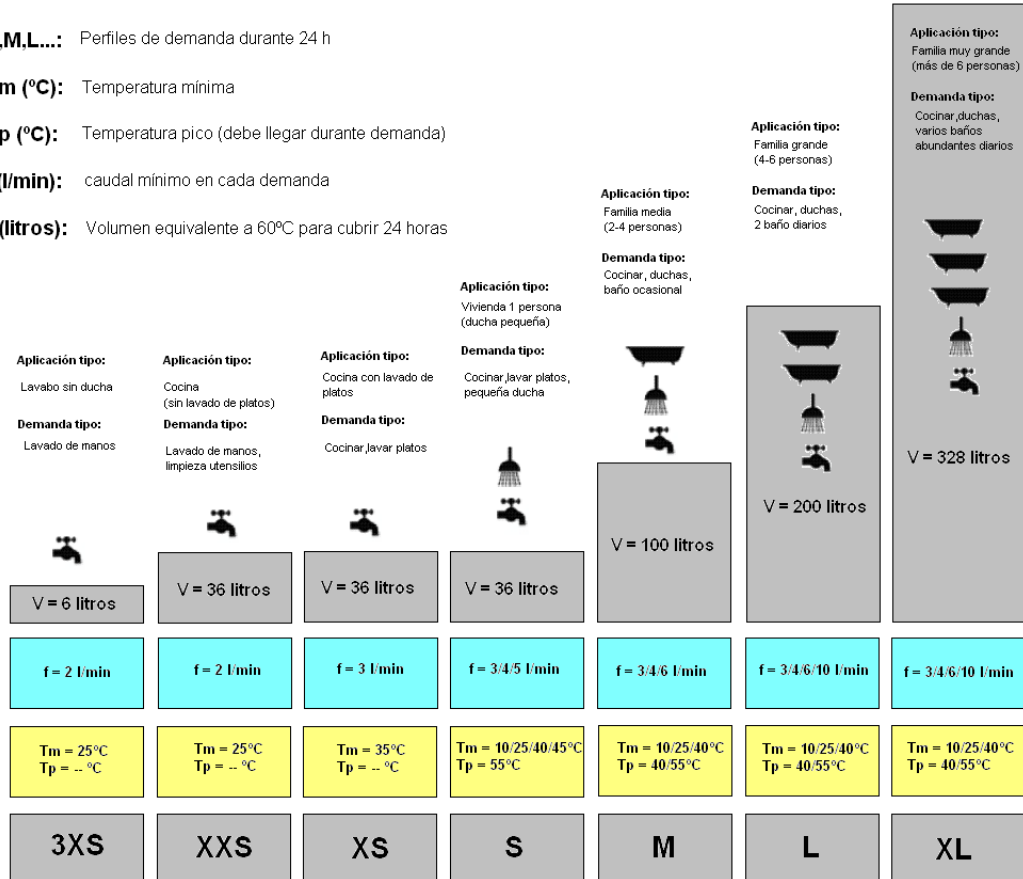 ,M,L...: Perfiles de demanda durante 24 h
m (ºC): Temperatura mínima
p (ºC): Temperatura pico (debe llegar durante demanda)
(l/min): caudal mínimo en cada demanda
(litros): Volumen equivalente a 60ºC para cubrir 24 horas
Aplicación tipo:
Lavabo sin ducha
Demanda tipo:
Lavado de manos
V = 6 litros
f = 2 l/min
Tm = 25ºC
Tp = -- ºC
3XS
Aplicación tipo:
Cocina
(sin lavado de platos)
Demanda tipo:
Lavado de manos,
limpieza utensilios
V = 36 litros
f = 2 l/min
Tm = 25ºC
Tp = -- ºC
XXS
Aplicación tipo:
Cocina con lavado de
platos
Demanda tipo:
Cocinar,lavar platos
V = 36 litros
f = 3 l/min
Tm = 35ºC
Tp = -- ºC
XS
Aplicación tipo:
Vivienda 1 persona
(ducha pequeña)
Demanda tipo:
Cocinar,lavar platos,
pequeña ducha
V = 36 litros
f = 3/4/5 l/min
Tm = 10/25/40/45ºC
Tp = 55ºC
S
Aplicación tipo:
Familia media
(2-4 personas)
Demanda tipo:
Cocinar, duchas,
baño ocasional
V = 100 litros
f = 3/4/6 l/min
Tm = 10/25/40ºC
Tp = 40/55ºC
M
Aplicación tipo:
Familia grande
(4-6 personas)
Demanda tipo:
Cocinar, duchas,
2 baño diarios
V = 200 litros
f = 3/4/6/10 l/min
Tm = 10/25/40ºC
Tp = 40/55ºC
L
Aplicación tipo:
Familia muy grande
(más de 6 personas)
Demanda tipo:
Cocinar,duchas,
varios baños
abundantes diarios
V = 328 litros
f = 3/4/6/10 l/min
Tm = 10/25/40ºC
Tp = 40/55ºC
XL